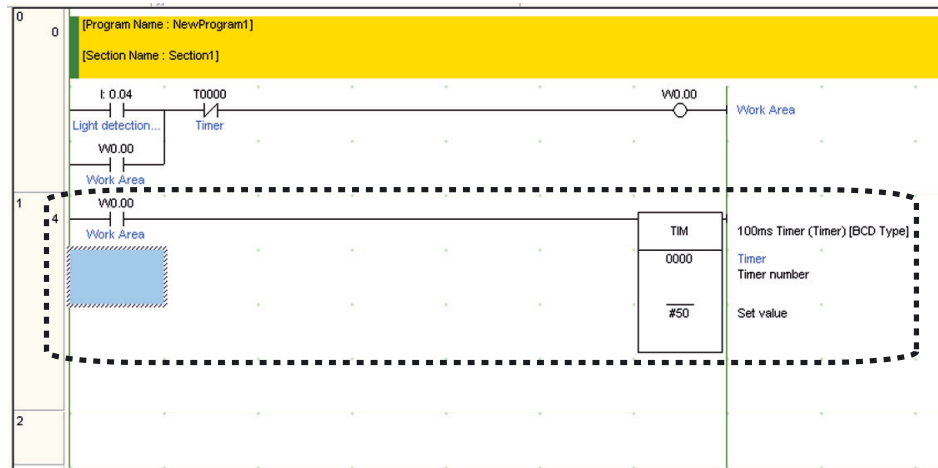 0
0
[Program Name : NewProgram1]
[Section Name : Section1]
I: 0.04
T0000
W0.00
Light detection...
Timer
Work Area
W0.00
Work Area
1
4
W0.00
Work Area
TIM
100ms Timer (Timer) [BCD Type]
0000
Timer
Timer number
#50
Set value
2